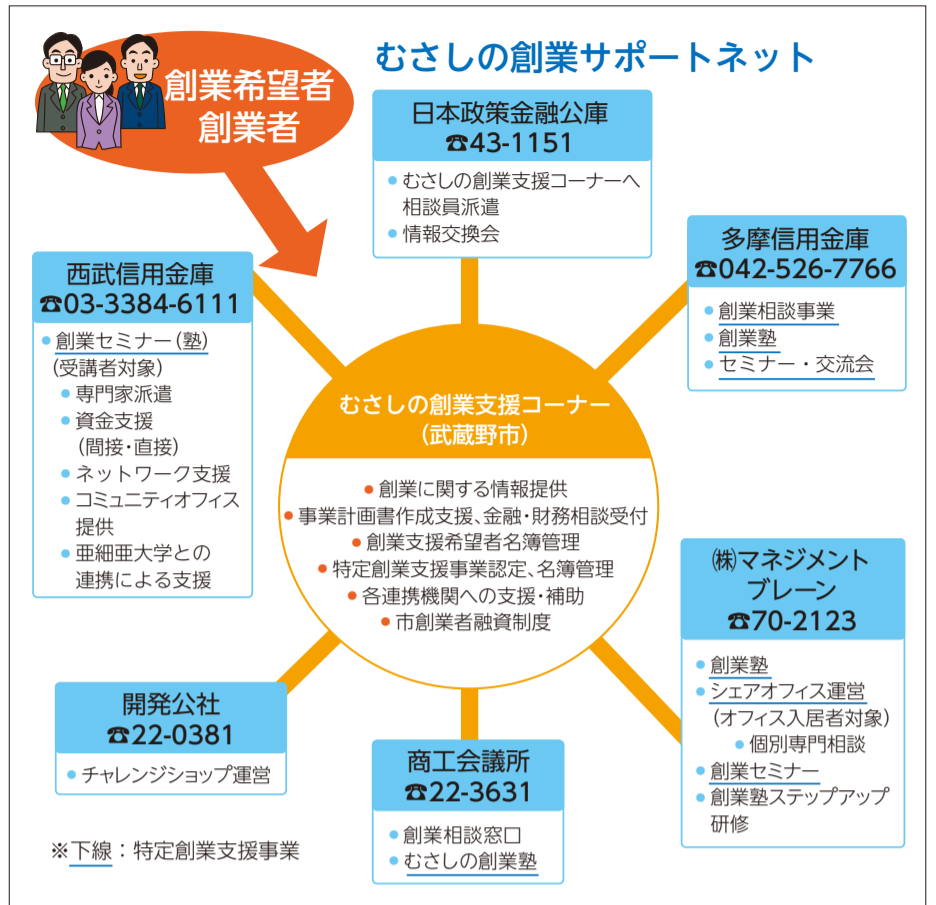 むさしの創業サポートネット
創業希望者
創業者
日本政策金融公庫
☎43-1151
● むさしの創業支援コーナーへ
相談員派遣
● 情報交換会
多摩信用金庫
☎042-526-7766
● 創業相談事業
● 創業塾
● セミナー・交流会
西武信用金庫
☎03-3384-6111
● 創業セミナー(塾)
(受講者対象)
● 専門家派遣
● 資金支援
(間接・直接)
● ネットワーク支援
● コミュニティオフィス
提供
● 亜細亜大学との
連携による支援
むさしの創業支援コーナー
(武蔵野市)
● 創業に関する情報提供
● 事業計画書作成支援、金融・財務相談受付
● 創業支援希望者名簿管理
● 特定創業支援事業認定、名簿管理
● 各連携機関への支援・補助
● 市創業者融資制度
㈱マネジメント
ブレーン
☎70-2123
● 創業塾
● シェアオフィス運営
(オフィス入居者対象)
● 個別専門相談
● 創業セミナー
● 創業塾ステップアップ
研修
開発公社
☎22-0381
● チャレンジショップ運営
商工会議所
☎22-3631
● 創業相談窓口
● むさしの創業塾
※下線：特定創業支援事業